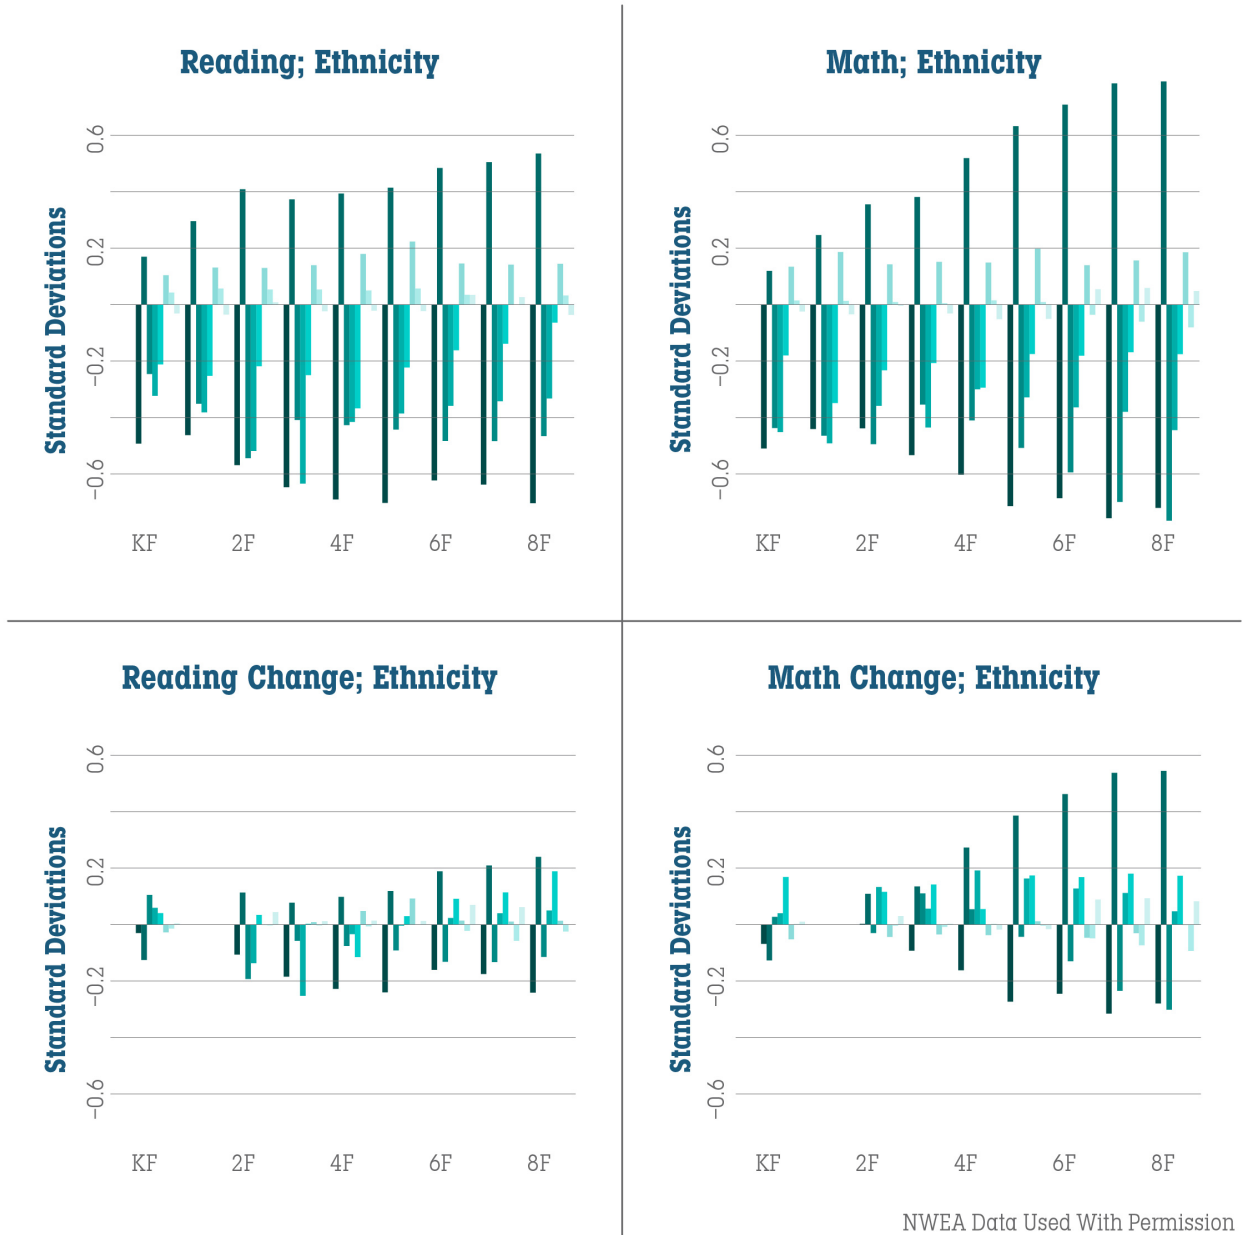 Reading; Ethnicity
Standard Deviations
0.6
0.2
−0.2
−0.6
KF 2F 4F 6F 8F
Math; Ethnicity
Standard Deviations
0.6
0.2
−0.2
−0.6
KF 2F 4F 6F 8F
Reading Change; Ethnicity
Standard Deviations
0.6
0.2
−0.2
−0.6
KF 2F 4F 6F 8F
Math Change; Ethnicity
Standard Deviations
0.6
0.2
−0.2
−0.6
KF 2F 4F 6F 8F
NWEA Data Used With Permission